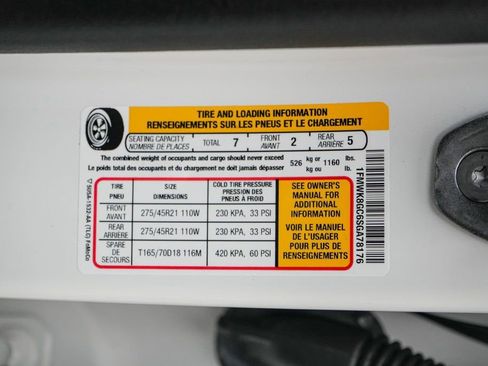 TIRE AND LOADING INFORMATION
RENSEIGNEMENTS SUR LES PNEUS ET LE CHARGEMENT
SEATING CAPACITY
NOMBRE DE PLACES
TOTAL 7
FRONT
AVANT
2
REAR
ARRIÈRE
5
The combined weight of occupants and cargo should never exceed
Le poids total des occupants et du chargement ne doit jamais dépasser
526 kg or
kg ou
1160 lbs.
lb.
TIRE
PNEU
SIZE
DIMENSIONS
COLD TIRE PRESSURE
PRESSION DES
PNEUS À FROID
FRONT
AVANT
275/45R21 110W
230 KPA, 33 PSI
REAR
ARRIÈRE
275/45R21 110W
230 KPA, 33 PSI
SPARE
DE
SECOURS
T165/70D18 116M
420 KPA, 60 PSI
SEE OWNER'S
MANUAL FOR
ADDITIONAL
INFORMATION
VOIR LE MANUEL
DE L'USAGER
POUR PLUS DE
RENSEIGNEMENTS
1FMWK8GC6SGA78176
5U5A-1532-AA (TLC) FoMoCo